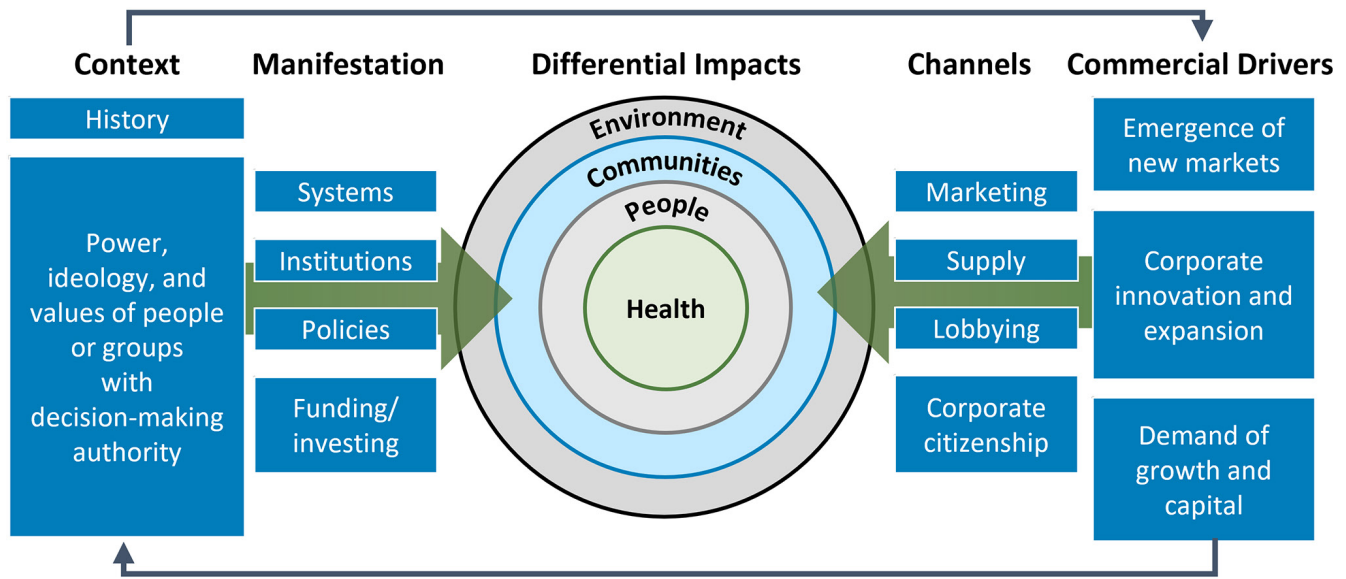 Context
Manifestation
Differential Impacts
Channels
Commercial Drivers
History
Power,
ideology, and
values of people
or groups
with
decision-making
authority
Systems
Institutions
Policies
Funding/
investing
Environment
Communities
People
Health
Marketing
Supply
Lobbying
Corporate
citizenship
Emergence of
new markets
Corporate
innovation and
expansion
Demand of
growth and
capital